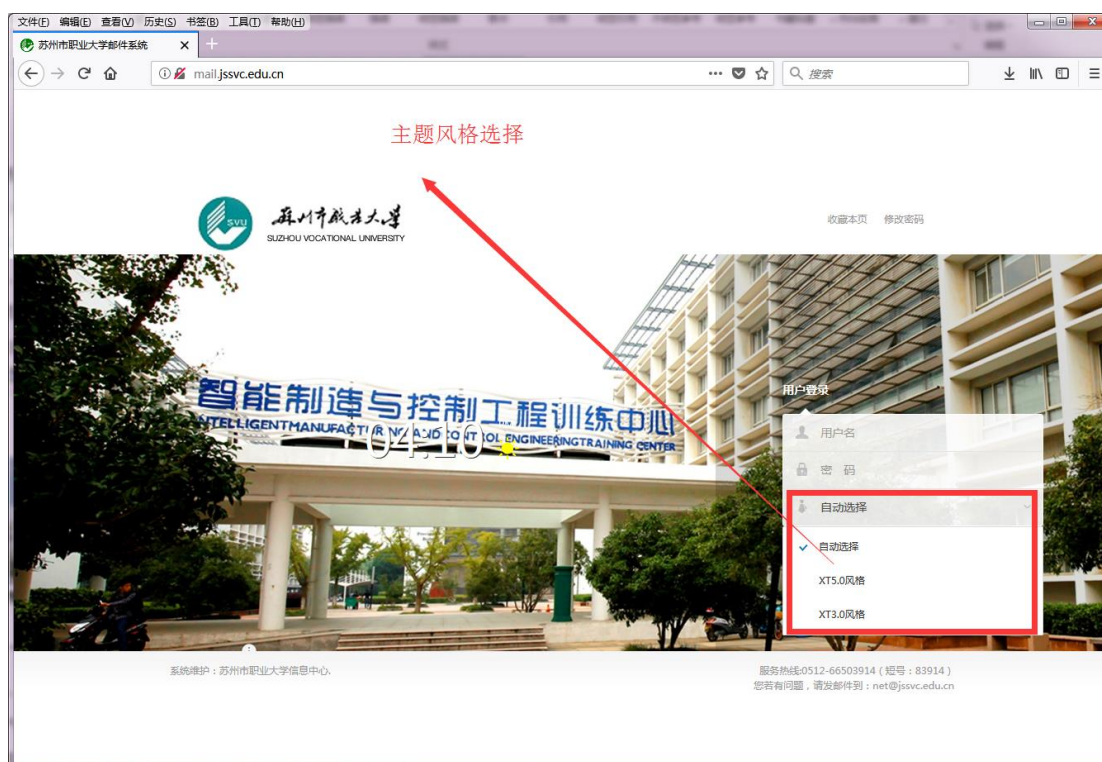 文件(F) 编辑(E) 查看(V) 历史(S) 书签(B) 工具(T) 帮助(H)
苏州市职业大学邮件系统
mail.jssvc.edu.cn
搜索
主题风格选择
SVU
苏州市职业大学
SUZHOU VOCATIONAL UNIVERSITY
收藏本页 修改密码
智能制造与控制工程训练中心
INTELLIGENTMANUFACTURING AND CONTROL ENGINEERINGTRAINING CENTER
04.10
用户登录
用户名
密 码
自动选择
自动选择
XT5.0风格
XT3.0风格
系统维护：苏州市职业大学信息中心.
服务热线:0512-66503914 ( 短号：83914 )
您若有问题，请发邮件到：net@jssvc.edu.cn